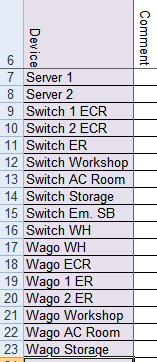 6 Device Comment
7 Server 1
8 Server 2
9 Switch 1 ECR
10 Switch 2 ECR
11 Switch ER
12 Switch Workshop
13 Switch AC Room
14 Switch Storage
15 Switch Em. SB
16 Switch WH
17 Wago WH
18 Wago ECR
19 Wago 1 ER
20 Wago 2 ER
21 Wago Workshop
22 Wago AC Room
23 Wago Storage